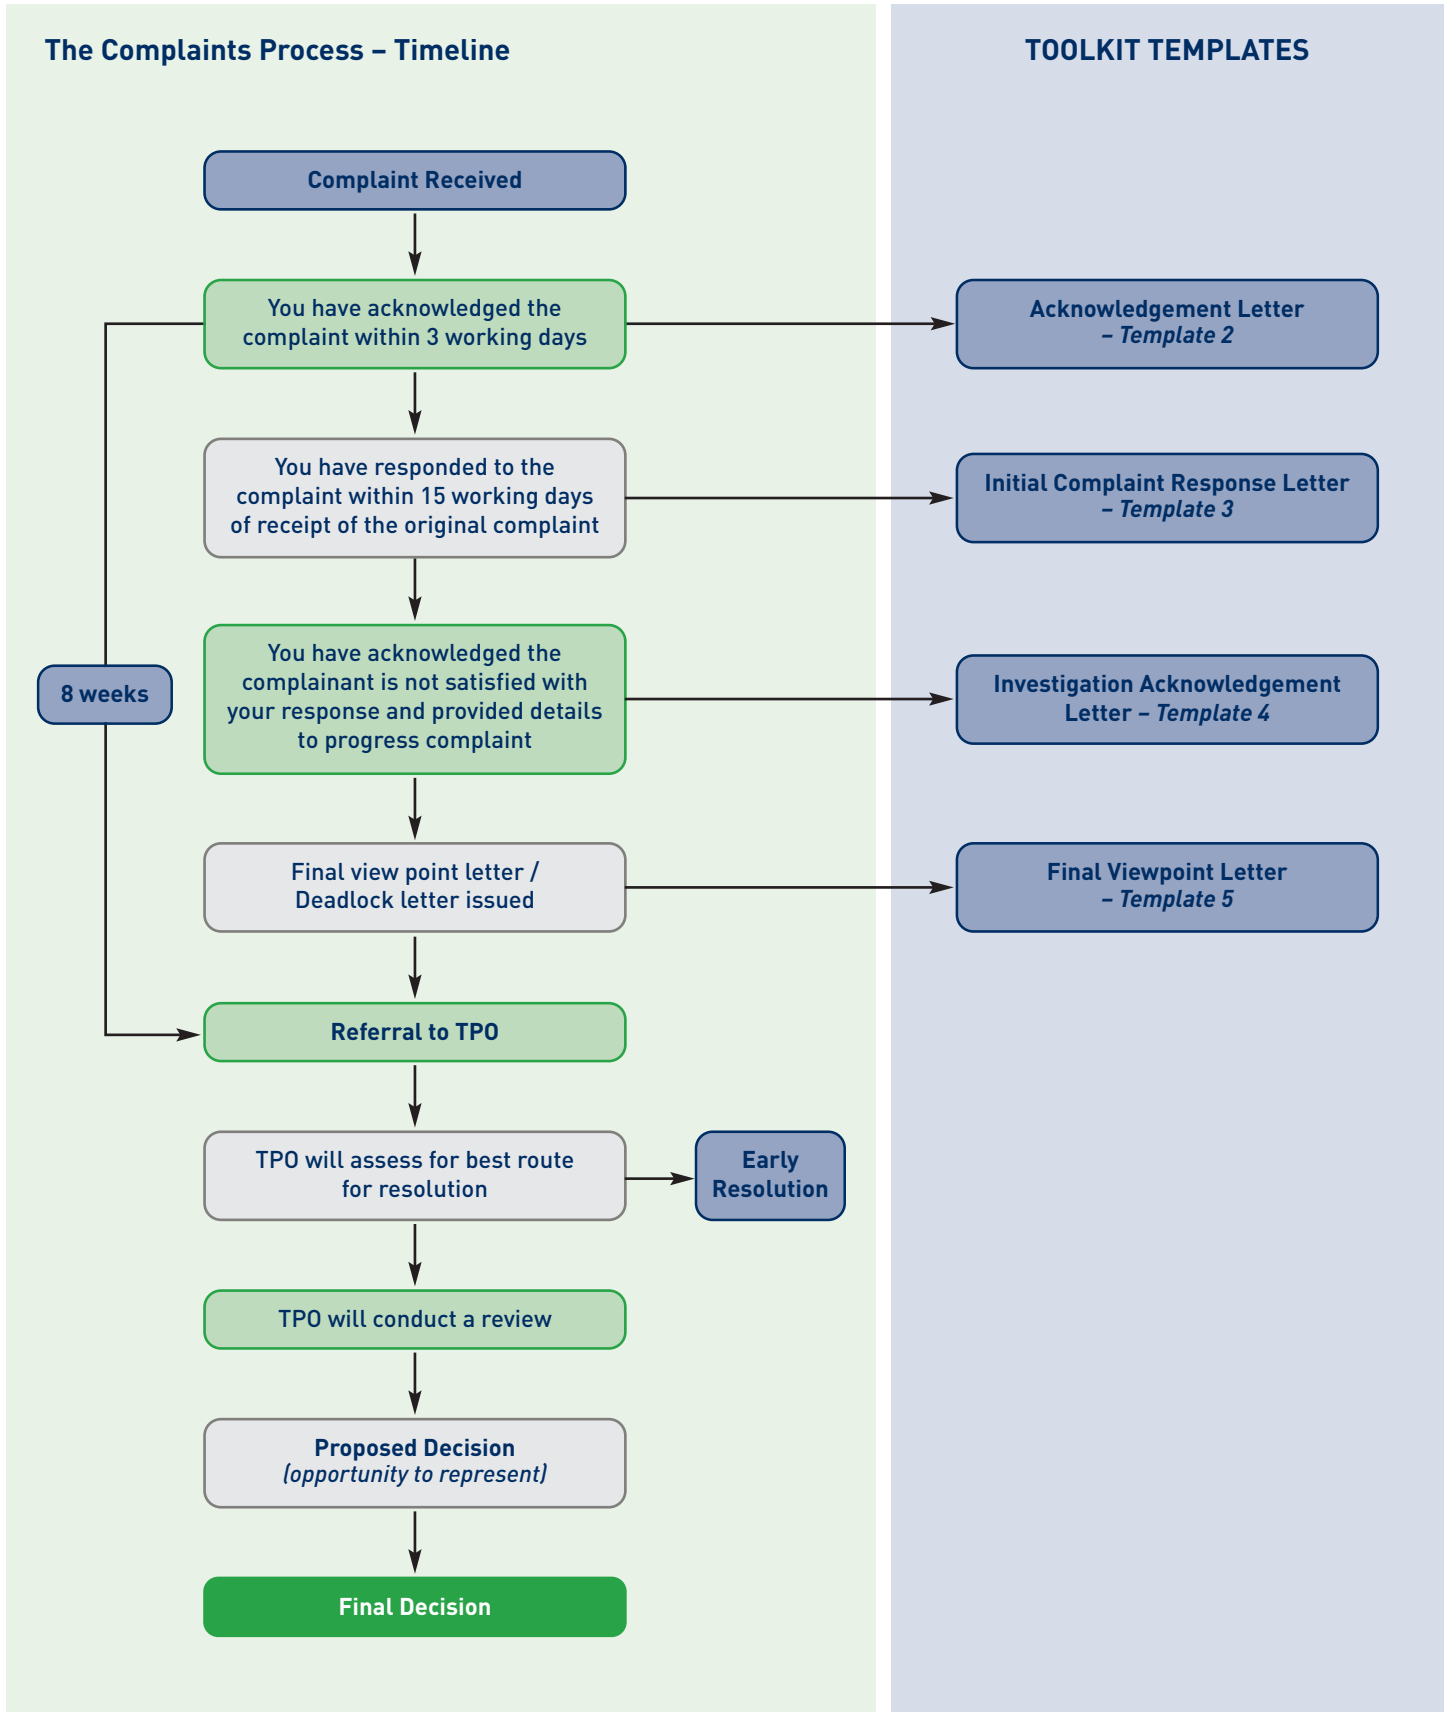 The Complaints Process – Timeline
TOOLKIT TEMPLATES
Complaint Received
You have acknowledged the
complaint within 3 working days
Acknowledgement Letter
– Template 2
You have responded to the
complaint within 15 working days
of receipt of the original complaint
Initial Complaint Response Letter
– Template 3
You have acknowledged the
complainant is not satisfied with
your response and provided details
to progress complaint
Investigation Acknowledgement
Letter – Template 4
8 weeks
Final view point letter /
Deadlock letter issued
Final Viewpoint Letter
– Template 5
Referral to TPO
TPO will assess for best route
for resolution
Early
Resolution
TPO will conduct a review
Proposed Decision
(opportunity to represent)
Final Decision